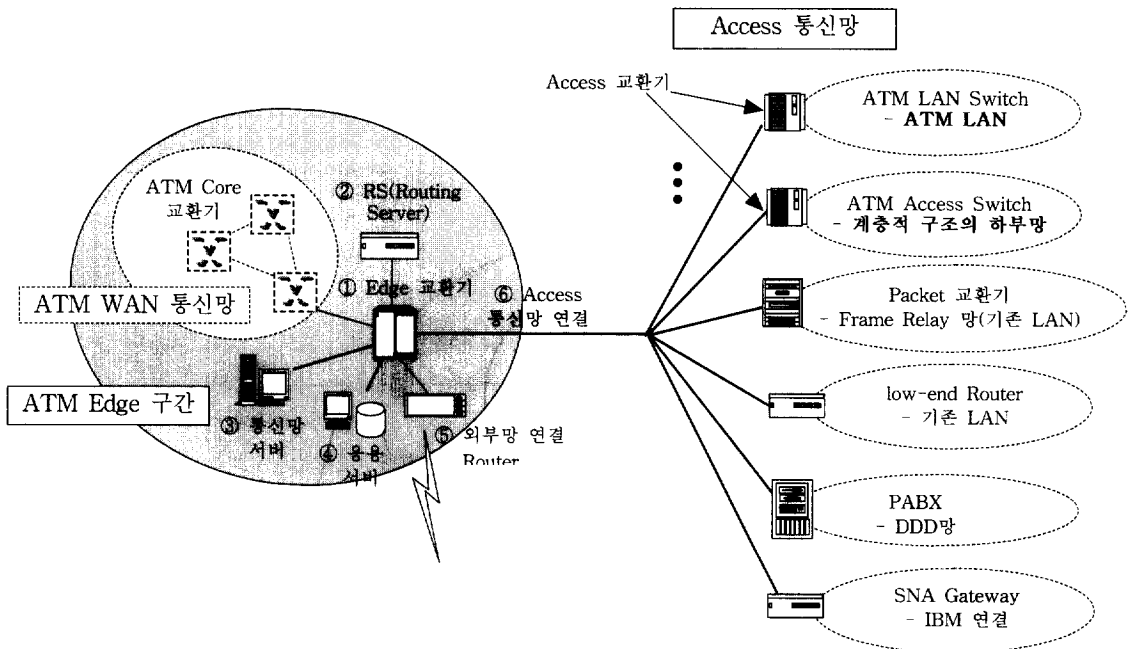 Access 통신망
Access 교환기
ATM LAN Switch
- ATM LAN
ATM Core
교환기
② RS(Routing
Server)
ATM Access Switch
- 계층적 구조의 하부망
ATM WAN 통신망
① Edge 교환기
⑥ Access
통신망 연결
Packet 교환기
- Frame Relay 망(기존 LAN)
ATM Edge 구간
③ 통신망
서버
④ 응용
서비
⑤ 외부망 연결
Router
low-end Router
- 기존 LAN
PABX
- DDD망
SNA Gateway
- IBM 연결